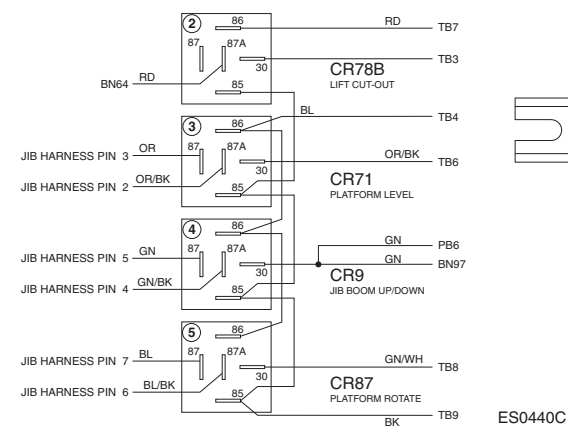 2 86 RD TB7
87 87A TB3
30 CR78B
BN64 RD 85 LIFT CUT-OUT
BL TB4
3 86
JIB HARNESS PIN 3 OR 87 87A OR/BK TB6
30 CR71
JIB HARNESS PIN 2 OR/BK 85 PLATFORM LEVEL
4 86 GN PB6
JIB HARNESS PIN 5 GN 87 87A GN BN97
30 CR9
JIB HARNESS PIN 4 GN/BK 85 JIB BOOM UP/DOWN
5 86
JIB HARNESS PIN 7 BL 87 87A GN/WH TB8
30 CR87
JIB HARNESS PIN 6 BL/BK 85 PLATFORM ROTATE
BK TB9
ES0440C